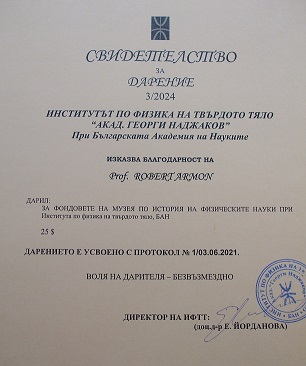 СВИДЕТЕЛСТВО
ЗА
ДАРЕНИЕ
3/2024
ИНСТИТУТЪТ ПО ФИЗИКА НА ТВЪРДОТО ТЯЛО
“АКАД. ГЕОРГИ НАДЖАКОВ”
При Българската Академия на Науките
ИЗКАЗВА БЛАГОДАРНОСТ НА
Prof. ROBERT ARMON
ДАРИЛ:
ЗА ФОНДОВЕТЕ НА МУЗЕЯ ПО ИСТОРИЯ НА ФИЗИЧЕСКИТЕ НАУКИ ПРИ
Института по физика на твърдото тяло, БАН
25 $
ДАРЕНИЕТО Е УСВОЕНО С ПРОТОКОЛ № 1/03.06.2021.
ВОЛЯ НА ДАРИТЕЛЯ – БЕЗВЪЗМЕЗДНО
ДИРЕКТОР НА ИФТТ:
(доц.д-р Е. ЙОРДАНОВА)